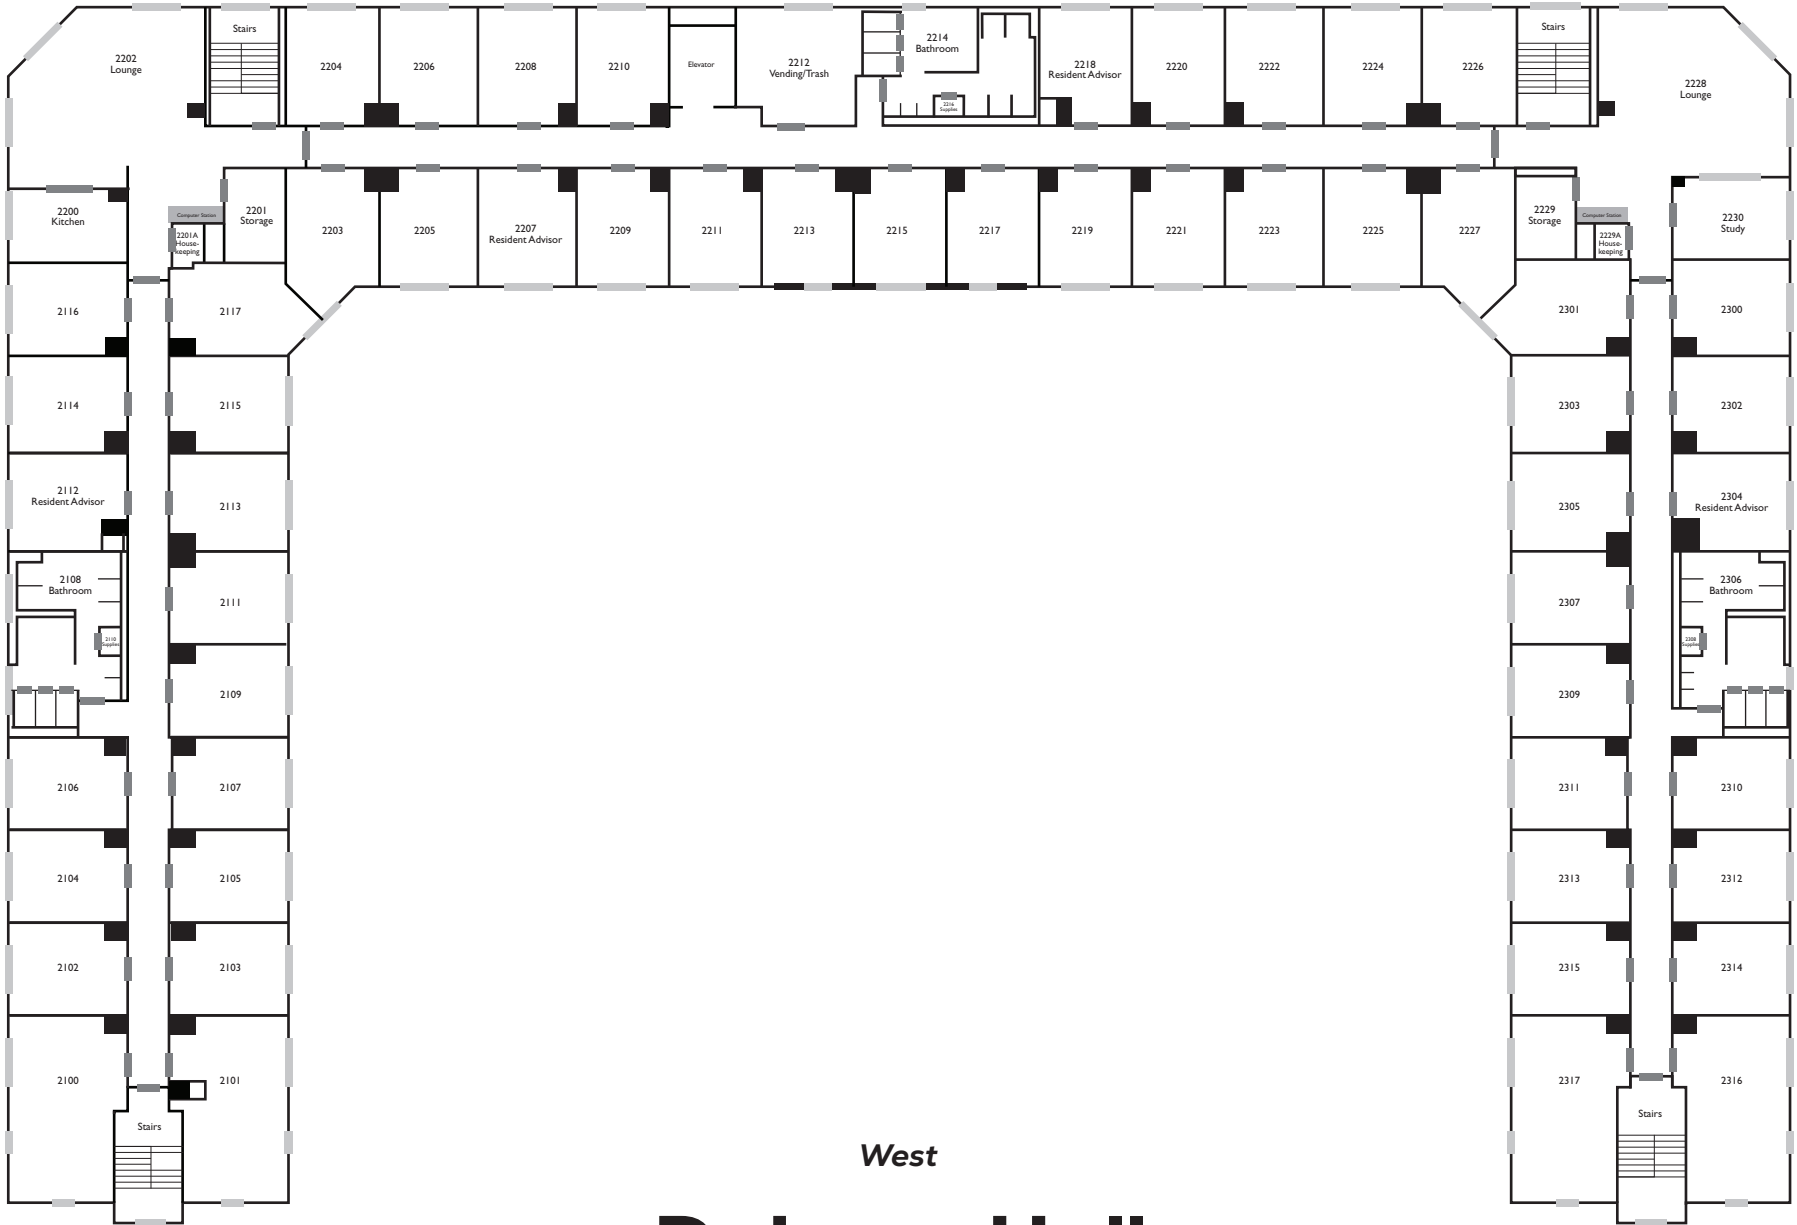 Stairs
Stairs
2202
Lounge
2204
2206
2208
2210
Elevator
2212
Vending/Trash
2214
Bathroom
2216
Supplies
2218
Resident Advisor
2220
2222
2224
2226
2228
Lounge
2200
Kitchen
Computer Station
2201
Storage
2201A
House-
keeping
2203
2205
2207
Resident Advisor
2209
2211
2213
2215
2217
2219
2221
2223
2225
2227
2229
Storage
Computer Station
2229A
House-
keeping
2230
Study
2116
2117
2301
2300
2114
2115
2303
2302
2112
Resident Advisor
2113
2305
2304
Resident Advisor
2108
Bathroom
2111
2307
2306
Bathroom
2110
Supplies
2308
Supplies
2109
2309
2106
2107
2311
2310
2104
2105
2313
2312
2102
2103
2315
2314
2100
2101
2317
2316
Stairs
Stairs
West